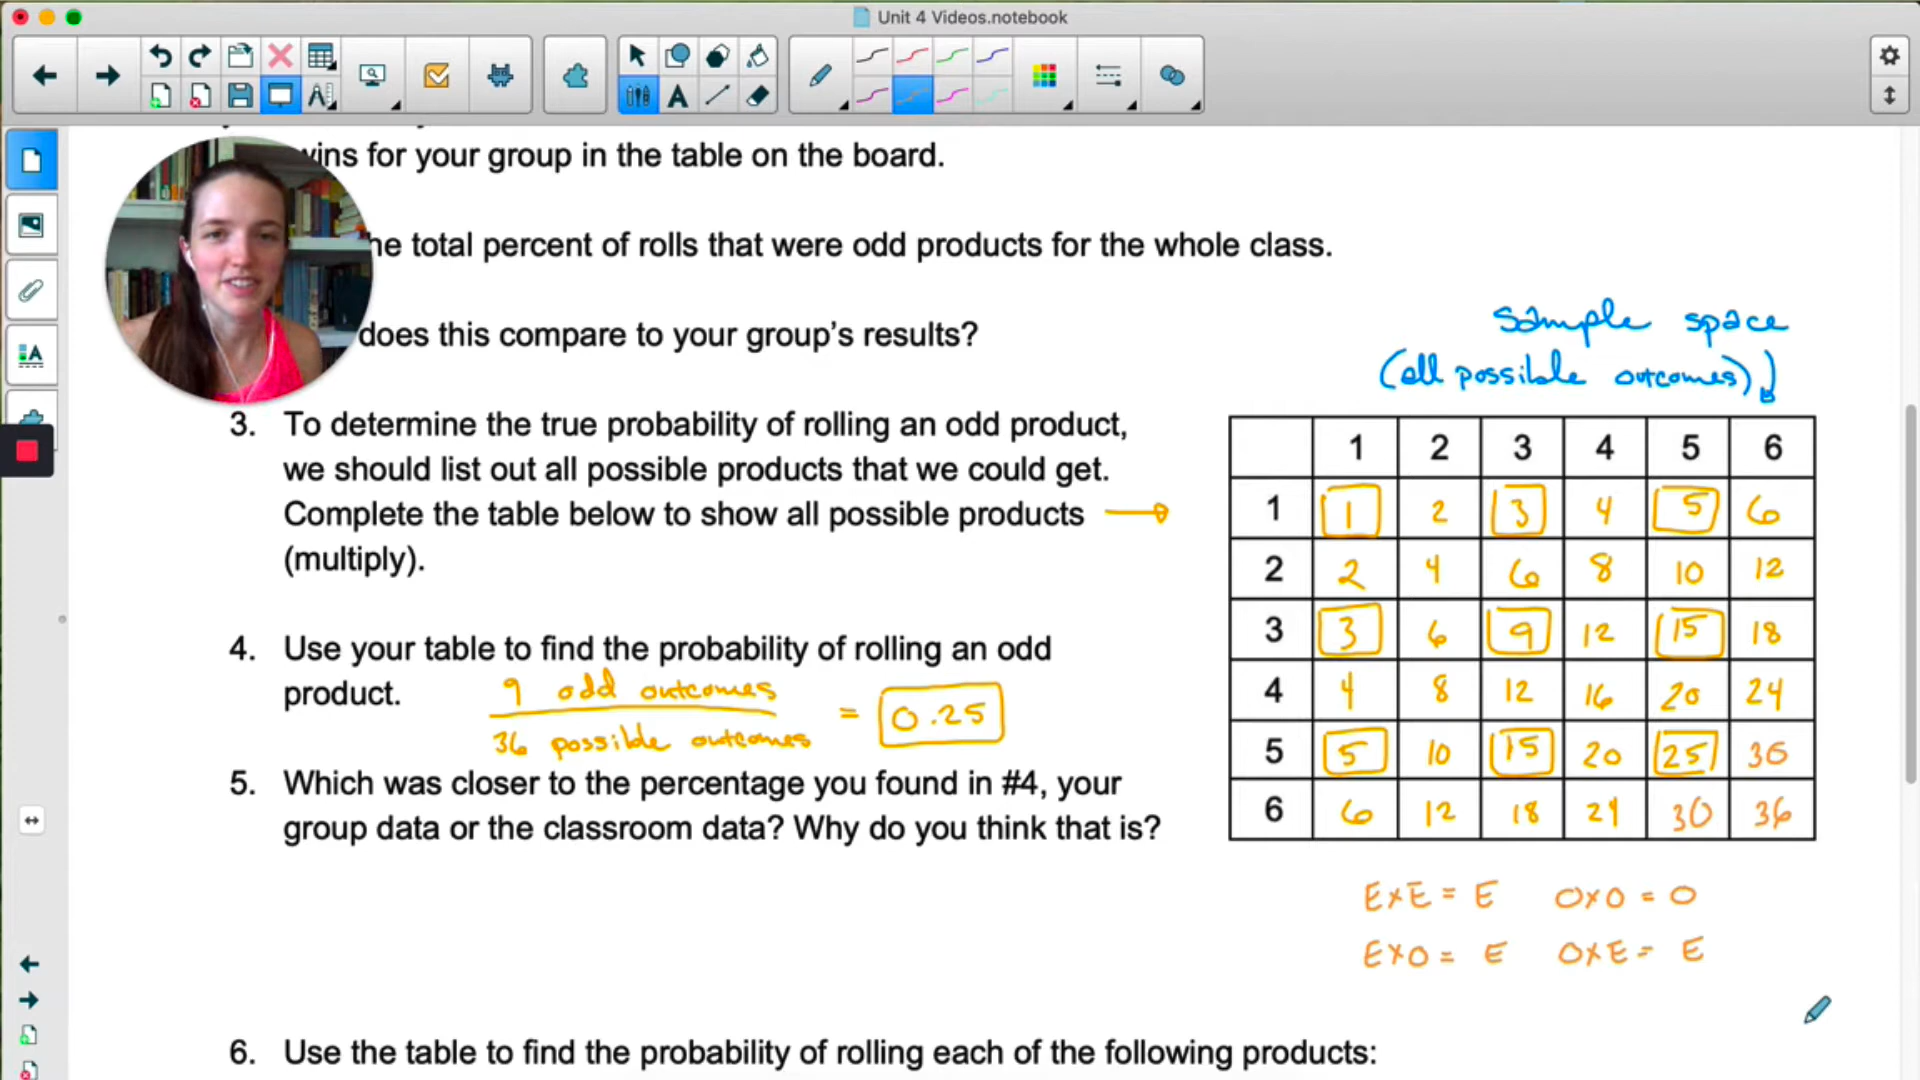 Unit 4 Videos.notebook
wins for your group in the table on the board.
he total percent of rolls that were odd products for the whole class.
does this compare to your group's results?
sample space
(all possible outcomes)
3. To determine the true probability of rolling an odd product,
we should list out all possible products that we could get.
Complete the table below to show all possible products
(multiply).
1 2 3 4 5 6
1 1 2 3 4 5 6
2 2 4 6 8 10 12
3 3 6 9 12 15 18
4 4 8 12 16 20 24
5 5 10 15 20 25 30
6 6 12 18 24 30 36
4. Use your table to find the probability of rolling an odd
product.
9 odd outcomes
36 possible outcomes
= 0.25
5. Which was closer to the percentage you found in #4, your
group data or the classroom data? Why do you think that is?
E×E = E O×O = O
E×O = E O×E = E
6. Use the table to find the probability of rolling each of the following products: